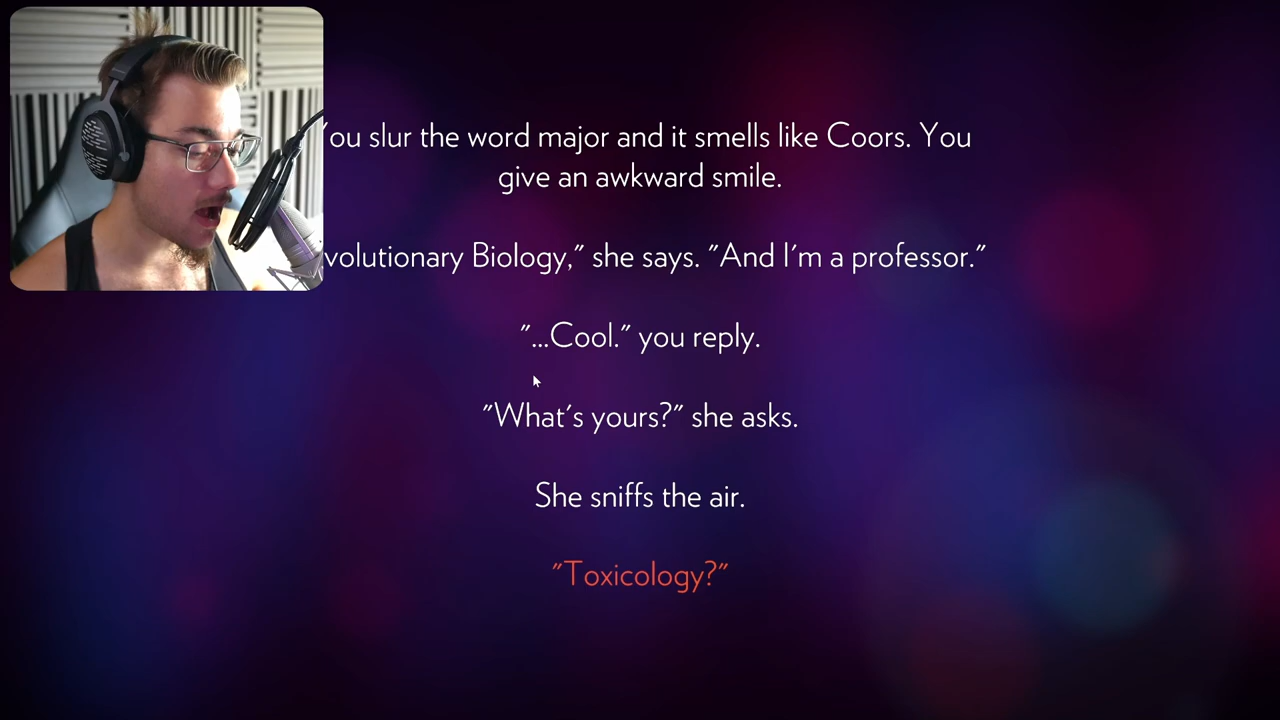 ou slur the word major and it smells like Coors. You
give an awkward smile.
volutionary Biology," she says. "And I'm a professor."
"...Cool." you reply.
"What's yours?" she asks.
She sniffs the air.
"Toxicology?"